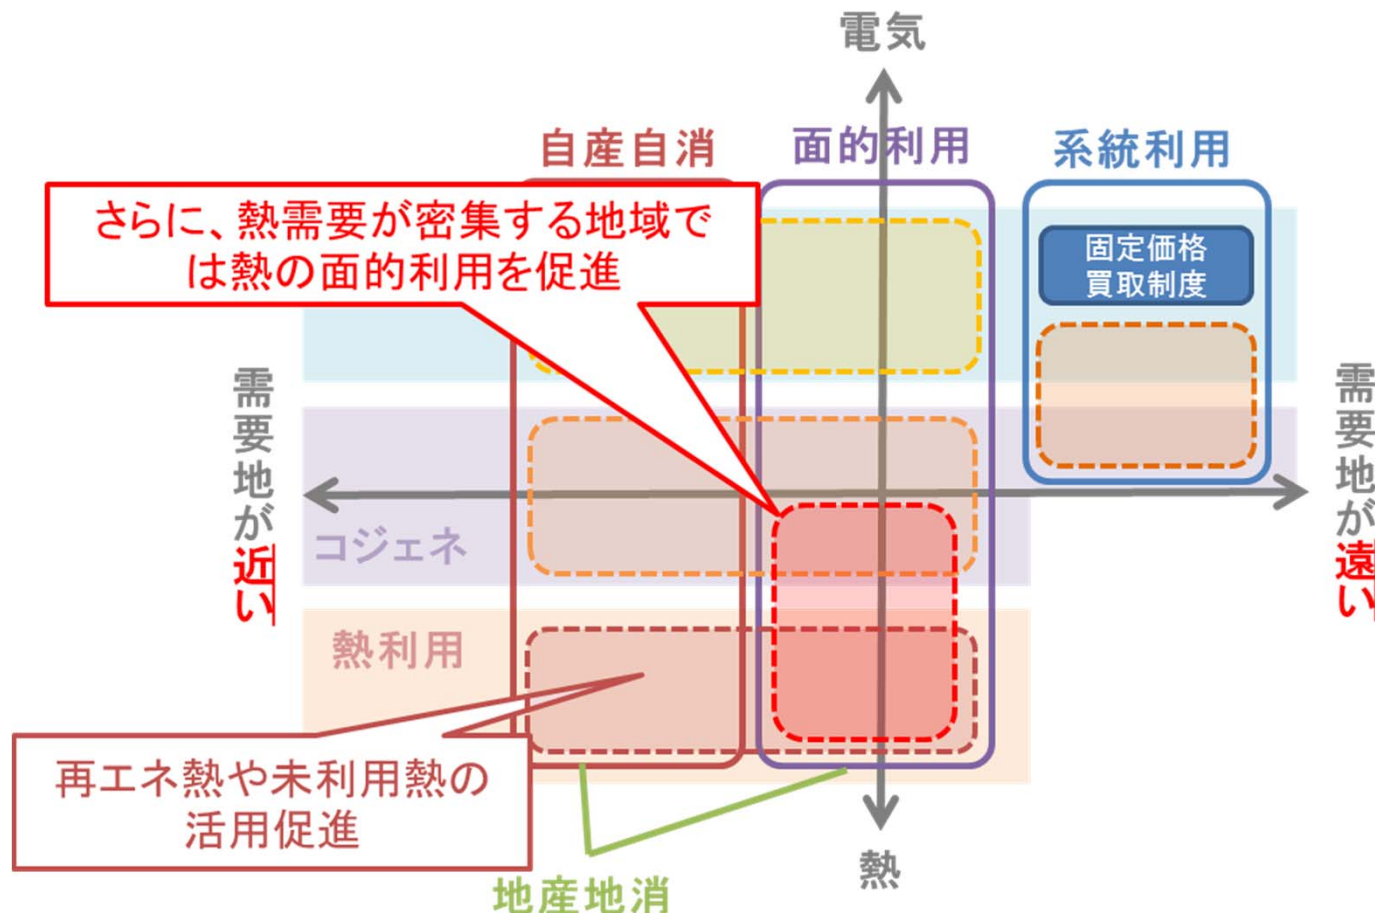 電気
自産自消
面的利用
系統利用
さらに、熱需要が密集する地域で
は熱の面的利用を促進
固定価格
買取制度
需要地が近い
需要地が遠い
コジェネ
熱利用
再エネ熱や未利用熱の
活用促進
熱
地産地消